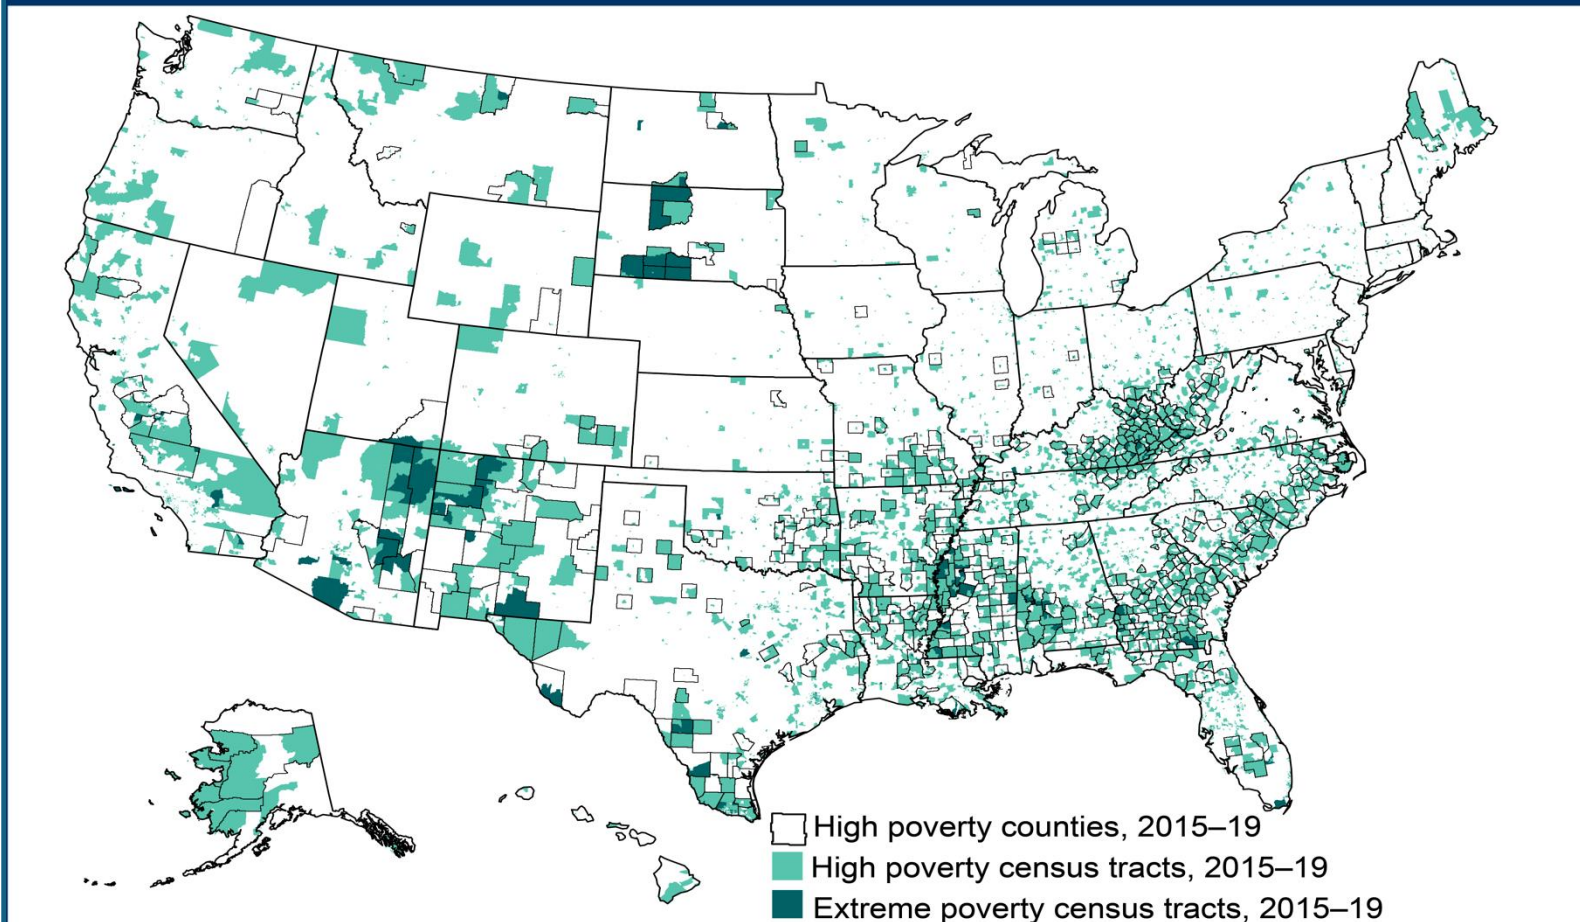 High poverty counties, 2015–19
High poverty census tracts, 2015–19
Extreme poverty census tracts, 2015–19